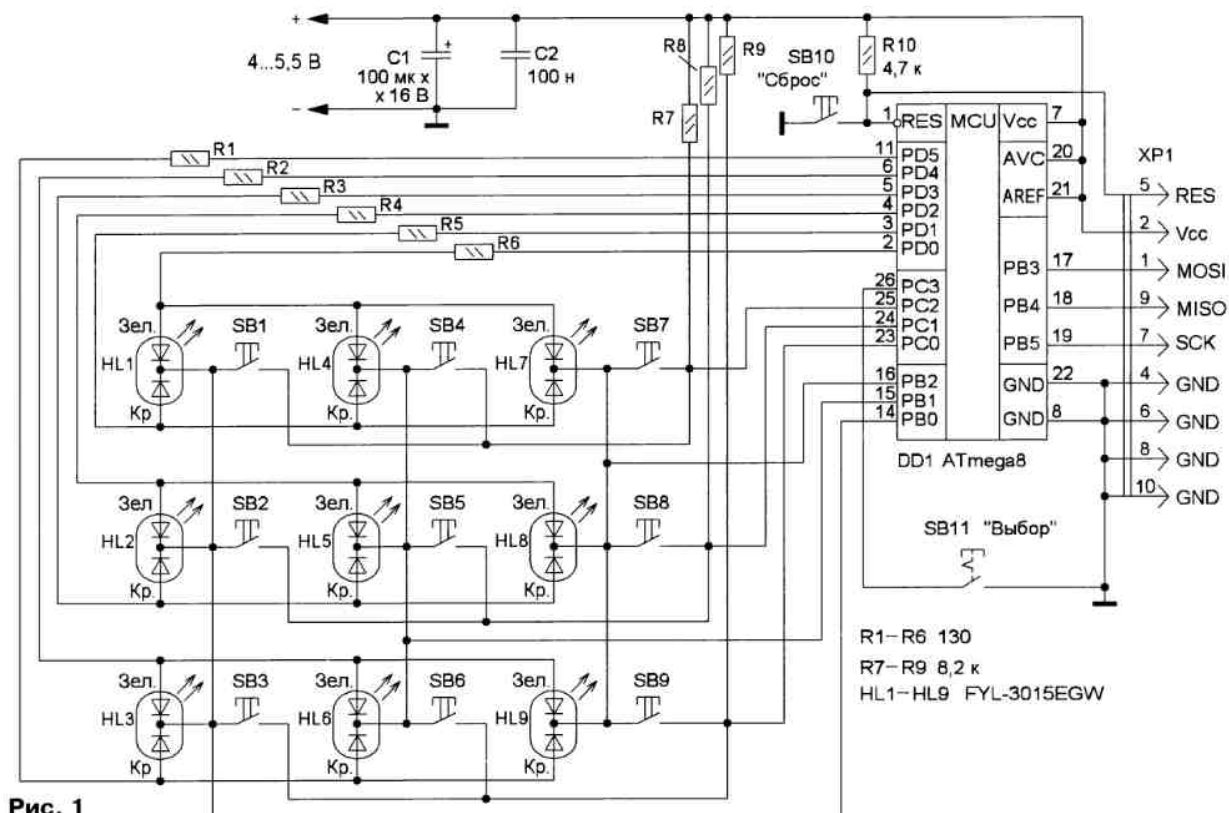 +
4...5,5 В
−
C1
100 мк х
х 16 В
C2
100 н
R7
R8
R9
SB10
"Сброс"
R10
4,7 к
R1
R2
R3
R4
R5
R6
1 RES MCU Vcc 7
11 PD5 AVC 20
6 PD4
5 PD3 AREF 21
4 PD2
3 PD1
2 PD0
PB3 17
26 PC3
25 PC2 PB4 18
24 PC1
23 PC0 PB5 19
16 PB2 GND 22
15 PB1
14 PB0 GND 8
DD1 ATmega8
XP1
5 RES
2 Vcc
1 MOSI
9 MISO
7 SCK
4 GND
6 GND
8 GND
10 GND
SB11 "Выбор"
Зел. SB1 Зел. SB4 Зел. SB7
HL1 HL4 HL7
Кр. Кр. Кр.
Зел. SB2 Зел. SB5 Зел. SB8
HL2 HL5 HL8
Кр. Кр. Кр.
Зел. SB3 Зел. SB6 Зел. SB9
HL3 HL6 HL9
Кр. Кр. Кр.
R1−R6 130
R7−R9 8,2 к
HL1−HL9 FYL-3015EGW
Рис. 1